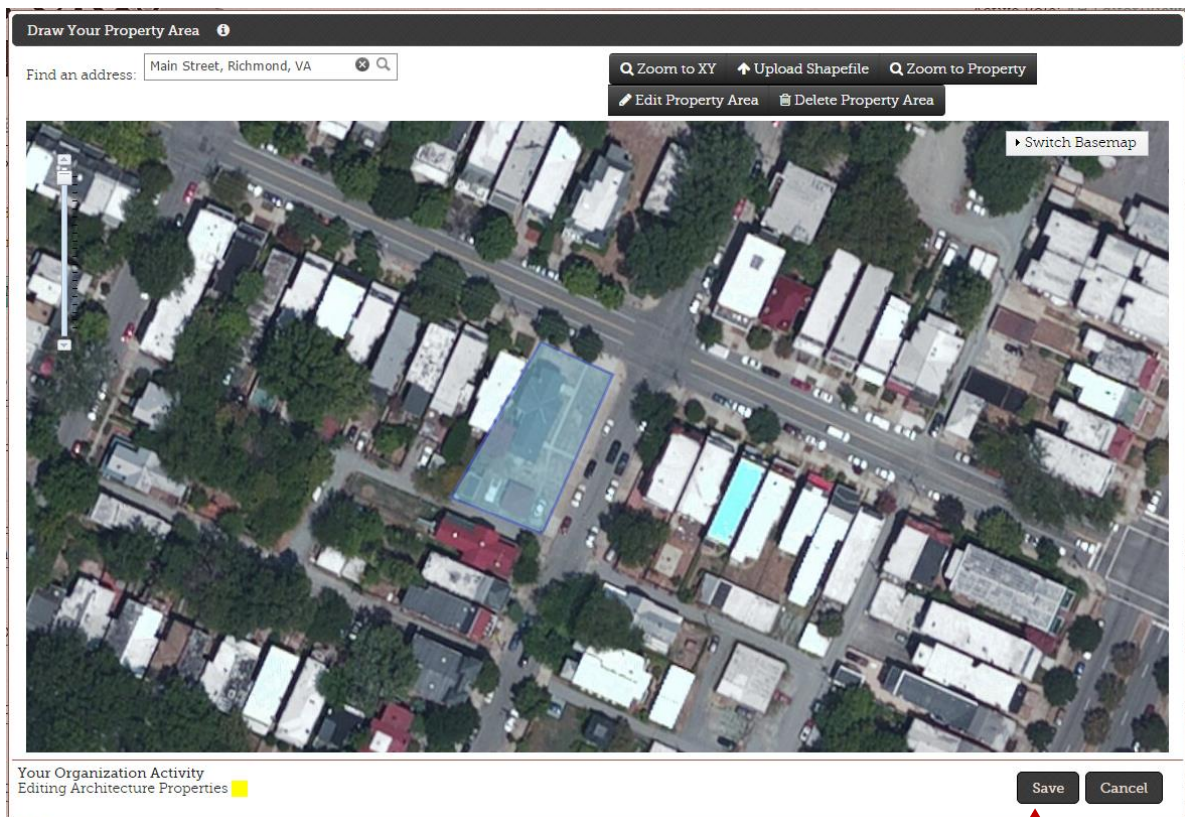 Draw Your Property Area
Find an address: Main Street, Richmond, VA
Zoom to XY Upload Shapefile Zoom to Property
Edit Property Area Delete Property Area
Switch Basemap
Your Organization Activity
Editing Architecture Properties
Save Cancel